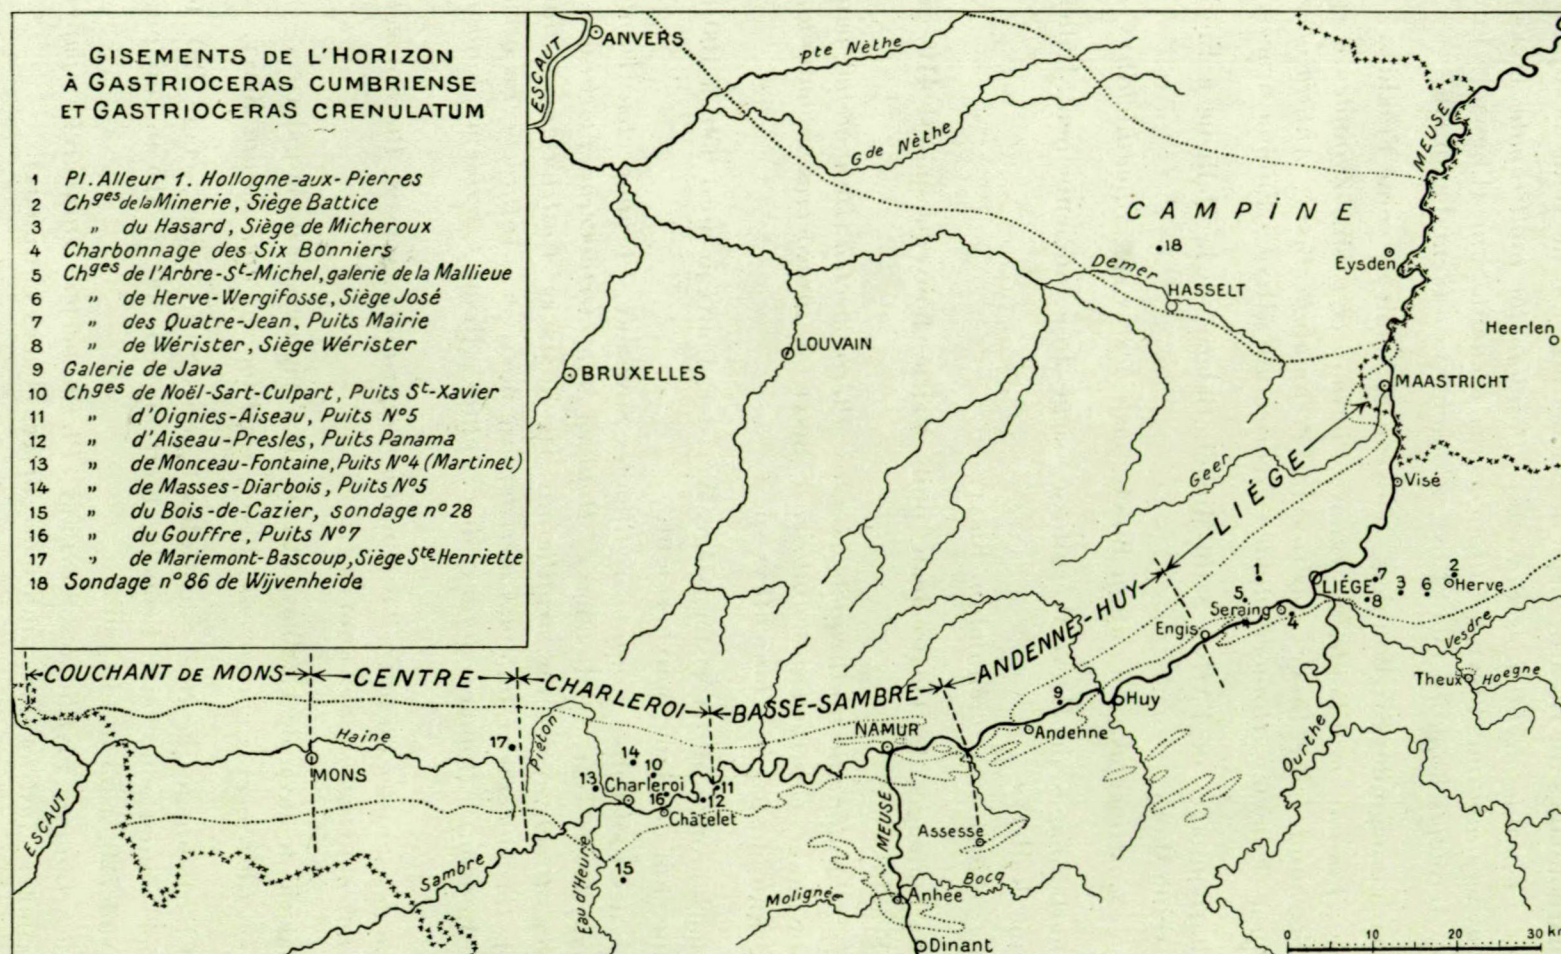 GISEMENTS DE L'HORIZON
À GASTRIOCERAS CUMBRIENSE
ET GASTRIOCERAS CRENULATUM
1 Pl. Alleur 1. Hollogne-aux-Pierres
2 Chges de la Minerie, Siège Battice
3 " du Hasard, Siège de Micheroux
4 Charbonnage des Six Bonniers
5 Chges de l'Arbre-St-Michel, galerie de la Mallieue
6 " de Herve-Wergifosse, Siège José
7 " des Quatre-Jean, Puits Mairie
8 " de Wérister, Siège Wérister
9 Galerie de Java
10 Chges de Noël-Sart-Culpart, Puits St-Xavier
11 " d'Oignies-Aiseau, Puits N°5
12 " d'Aiseau-Presles, Puits Panama
13 " de Monceau-Fontaine, Puits N°4 (Martinet)
14 " de Masses-Diarbois, Puits N°5
15 " du Bois-de-Cazier, sondage n°28
16 " du Gouffre, Puits N°7
17 " de Mariemont-Bascoup, Siège Ste Henriette
18 Sondage n°86 de Wijvenheide
ESCAUT
ANVERS
pte Nèthe
Gde Nèthe
MEUSE
CAMPINE
18
Eysden
Demer
HASSELT
Heerlen
LOUVAIN
BRUXELLES
MAASTRICHT
Geer
Visé
LIÉGE
ANDENNE-HUY
BASSE-SAMBRE
CHARLEROI
CENTRE
COUCHANT DE MONS
1
5
Seraing
4
Engis
LIÉGE
7
8
3
6
2
Herve
Vesdre
Theux
Hoegne
Ourthe
9
Huy
Andenne
NAMUR
Piéton
Haine
17
MONS
14
10
13
Charleroi
16
11
12
Châtelet
ESCAUT
Sambre
Eau d'Heure
15
MEUSE
Assesse
Molignée
Bocq
Anhée
Dinant
0 10 20 30 km